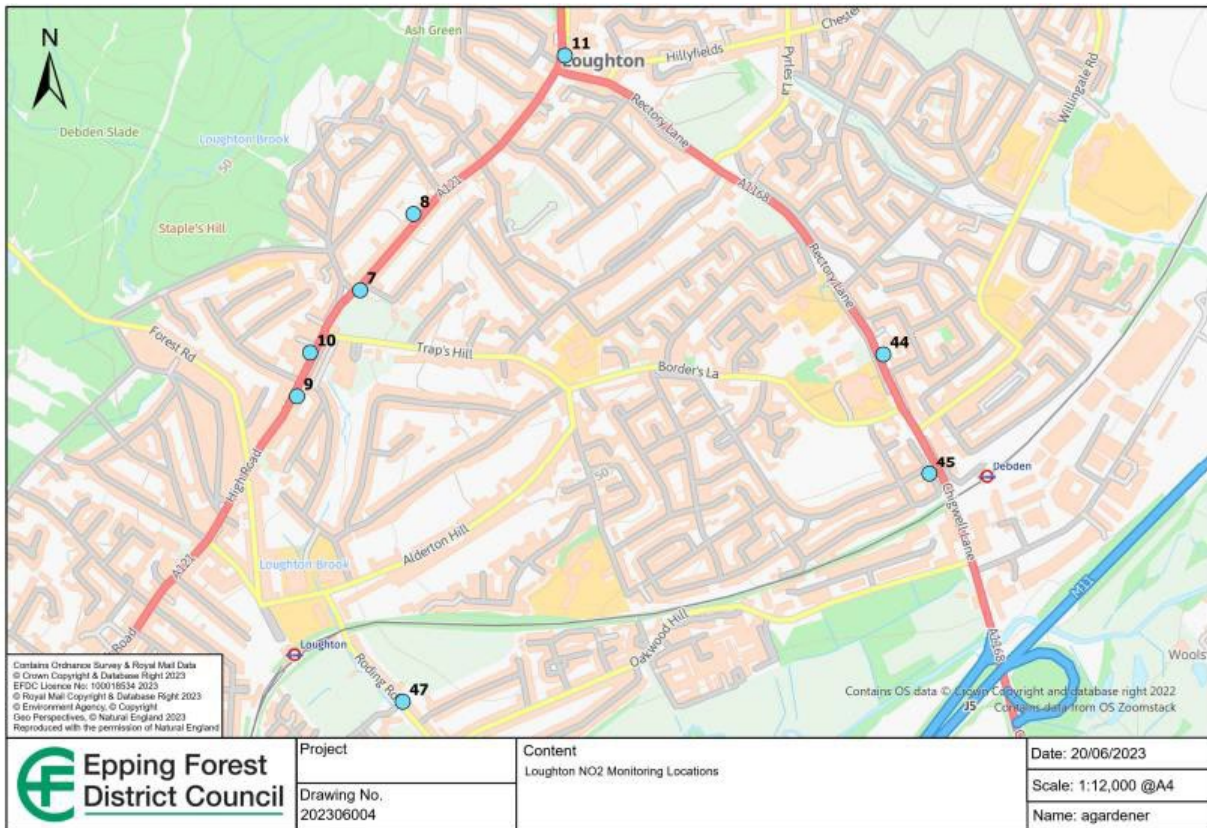 N
Ash Green
11
Loughton
Hillyfields
Chester
Pyrles La
Willingale Rd
Debden Slade
Loughton Brook
50
Rectory Lane
A121
A1168
8
Staple's Hill
Rectory Lane
7
Forest Rd
10
Trap's Hill
44
Border's La
9
High Road
50
45
Debden
Chigwell Lane
Alderton Hill
A121
Loughton Brook
M11
Road
Loughton
Oakwood Hill
A1168
Roding R
47
Wools
J5
Contains OS data © Crown Copyright and database right 2022
Contains data from OS Zoomstack
Contains Ordnance Survey & Royal Mail Data
© Crown Copyright & Database Right 2023
EFDC Licence No: 100018534 2023
© Royal Mail Copyright & Database Right 2023
© Environment Agency, © Copyright
Geo Perspectives, © Natural England 2023
Reproduced with the permission of Natural England
Epping Forest
District Council
Project
Drawing No.
202306004
Content
Loughton NO2 Monitoring Locations
Date: 20/06/2023
Scale: 1:12,000 @A4
Name: agardener